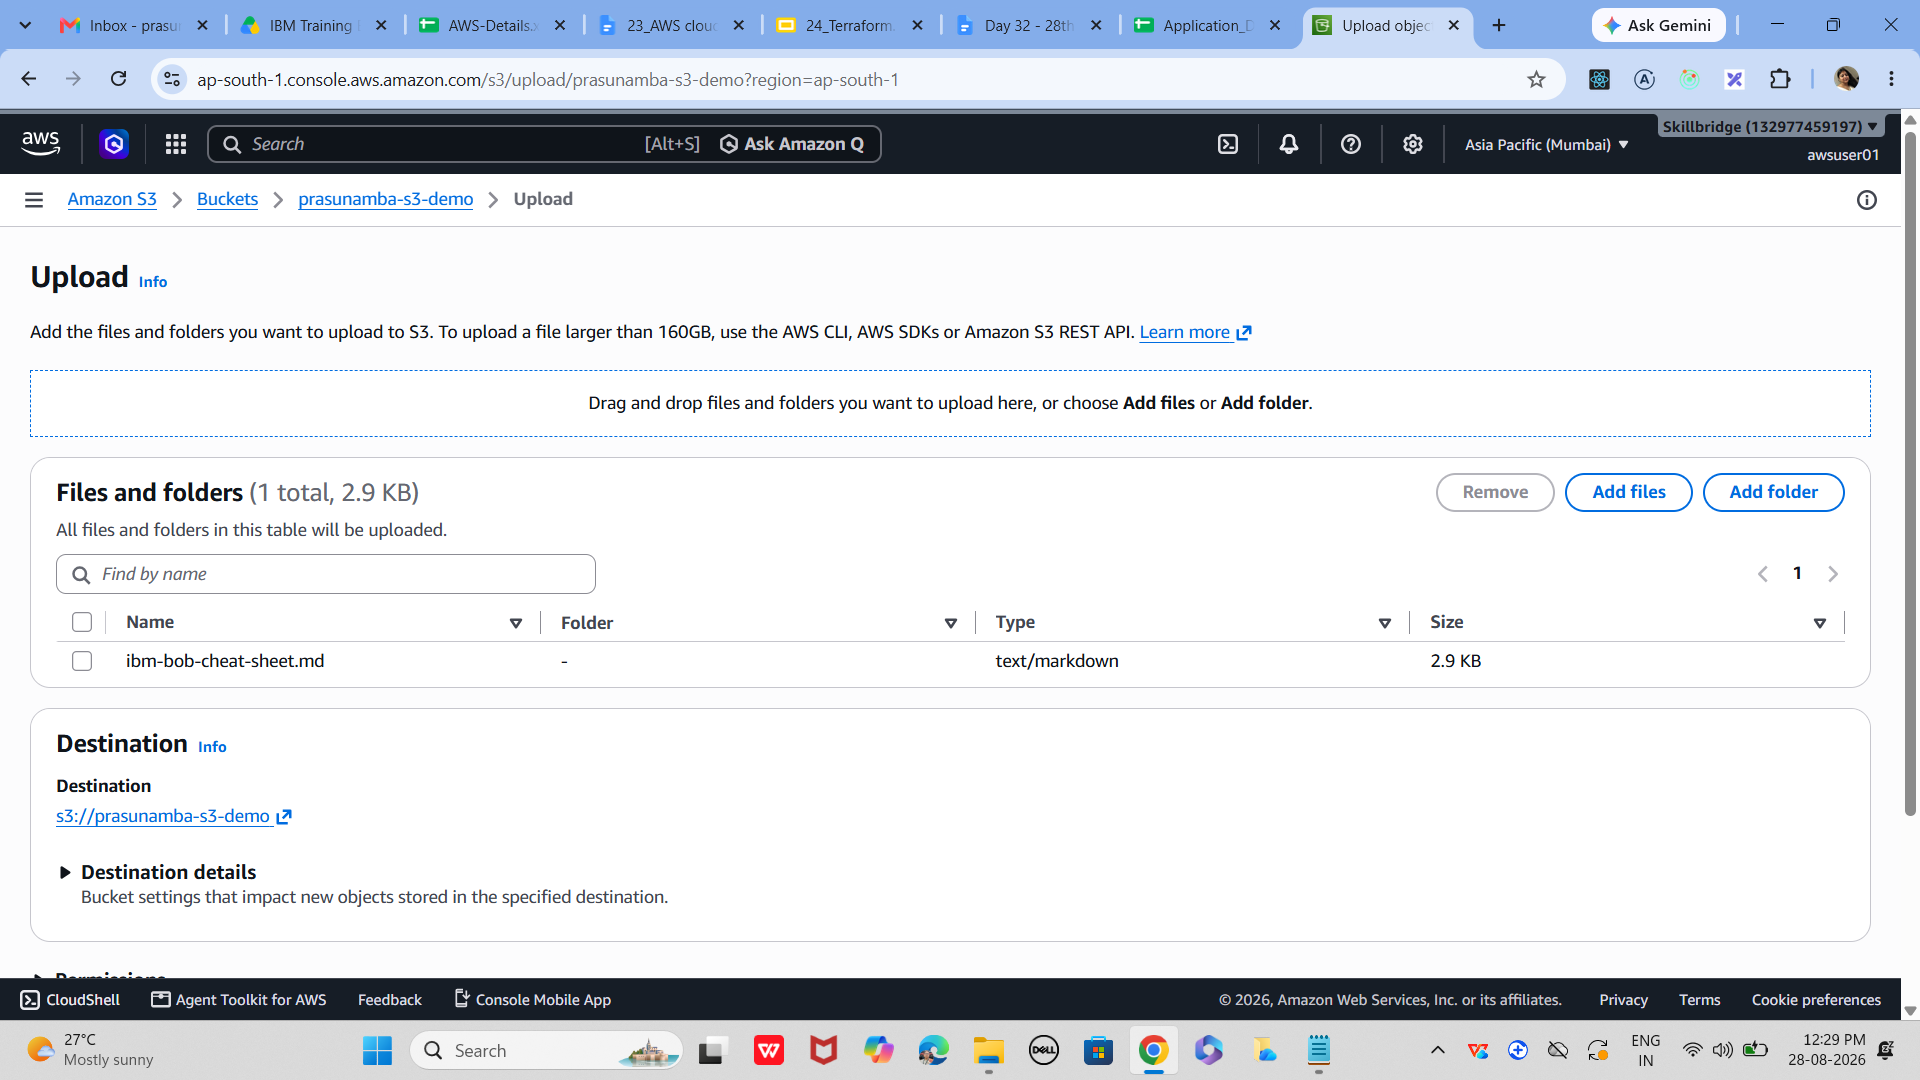 Inbox - prasu
IBM Training
AWS-Details.x
23_AWS clou
24_Terraform.
Day 32 - 28th
Application_D
Upload objec
Ask Gemini
ap-south-1.console.aws.amazon.com/s3/upload/prasunamba-s3-demo?region=ap-south-1
aws
Search
[Alt+S]
Ask Amazon Q
Asia Pacific (Mumbai)
Skillbridge (132977459197)
awsuser01
Amazon S3
Buckets
prasunamba-s3-demo
Upload
Upload Info
Add the files and folders you want to upload to S3. To upload a file larger than 160GB, use the AWS CLI, AWS SDKs or Amazon S3 REST API. Learn more
Drag and drop files and folders you want to upload here, or choose Add files or Add folder.
Files and folders (1 total, 2.9 KB)
Remove
Add files
Add folder
All files and folders in this table will be uploaded.
Find by name
1
Name
Folder
Type
Size
ibm-bob-cheat-sheet.md
-
text/markdown
2.9 KB
Destination Info
Destination
s3://prasunamba-s3-demo
Destination details
Bucket settings that impact new objects stored in the specified destination.
Permissions
CloudShell
Agent Toolkit for AWS
Feedback
Console Mobile App
© 2026, Amazon Web Services, Inc. or its affiliates.
Privacy
Terms
Cookie preferences
27°C
Mostly sunny
Search
DELL
ENG
IN
12:29 PM
28-08-2026